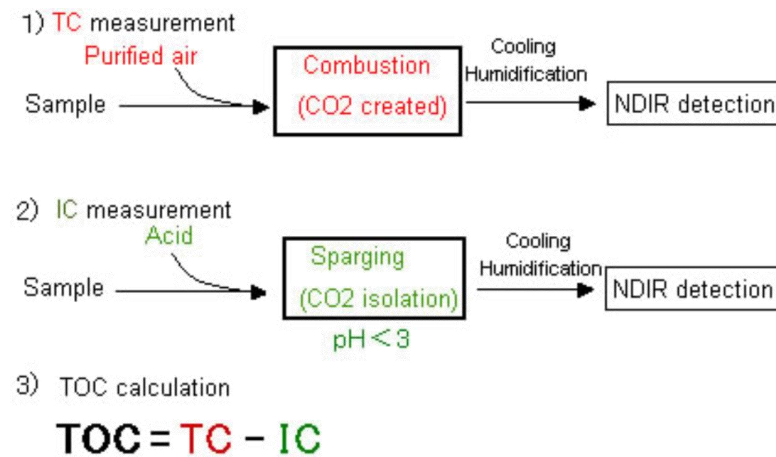 1) TC measurement
Purified air
Sample
Combustion
(CO2 created)
Cooling
Humidification
NDIR detection
2) IC measurement
Acid
Sample
Sparging
(CO2 isolation)
pH<3
Cooling
Humidification
NDIR detection
3) TOC calculation
TOC = TC - IC